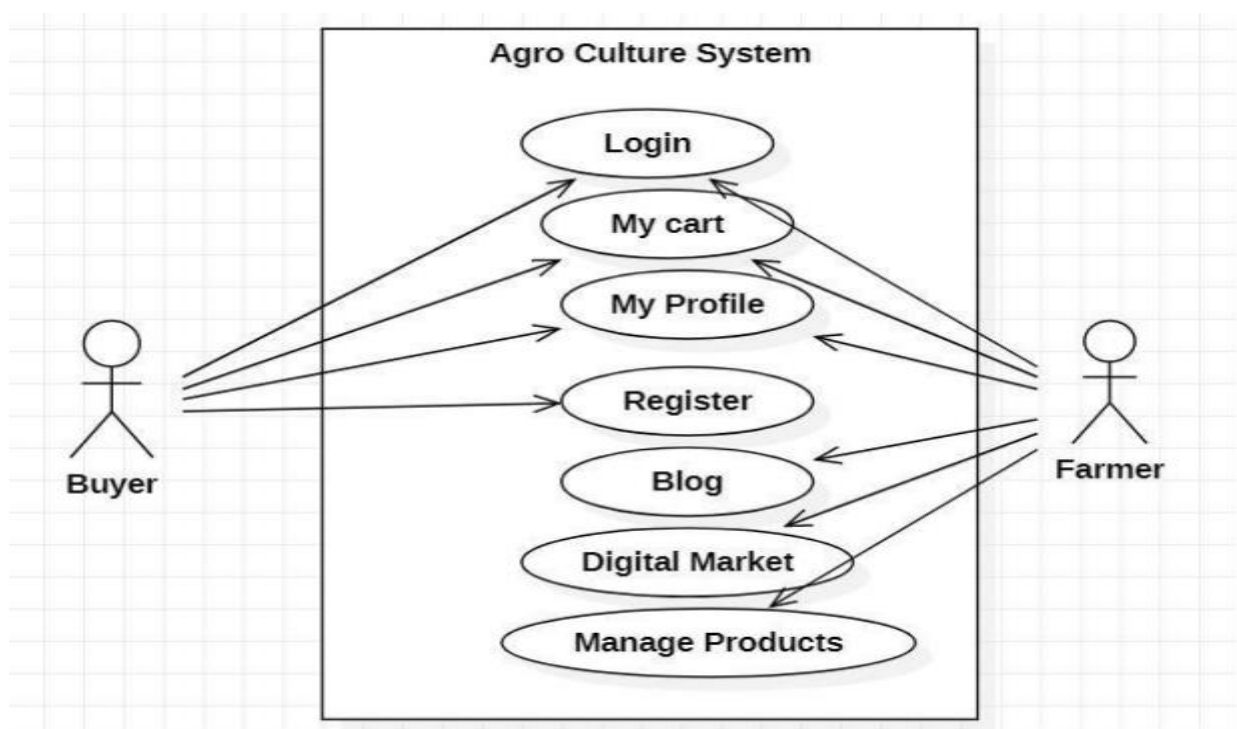 Agro Culture System
Login
My cart
My Profile
Register
Blog
Digital Market
Manage Products
Buyer
Farmer